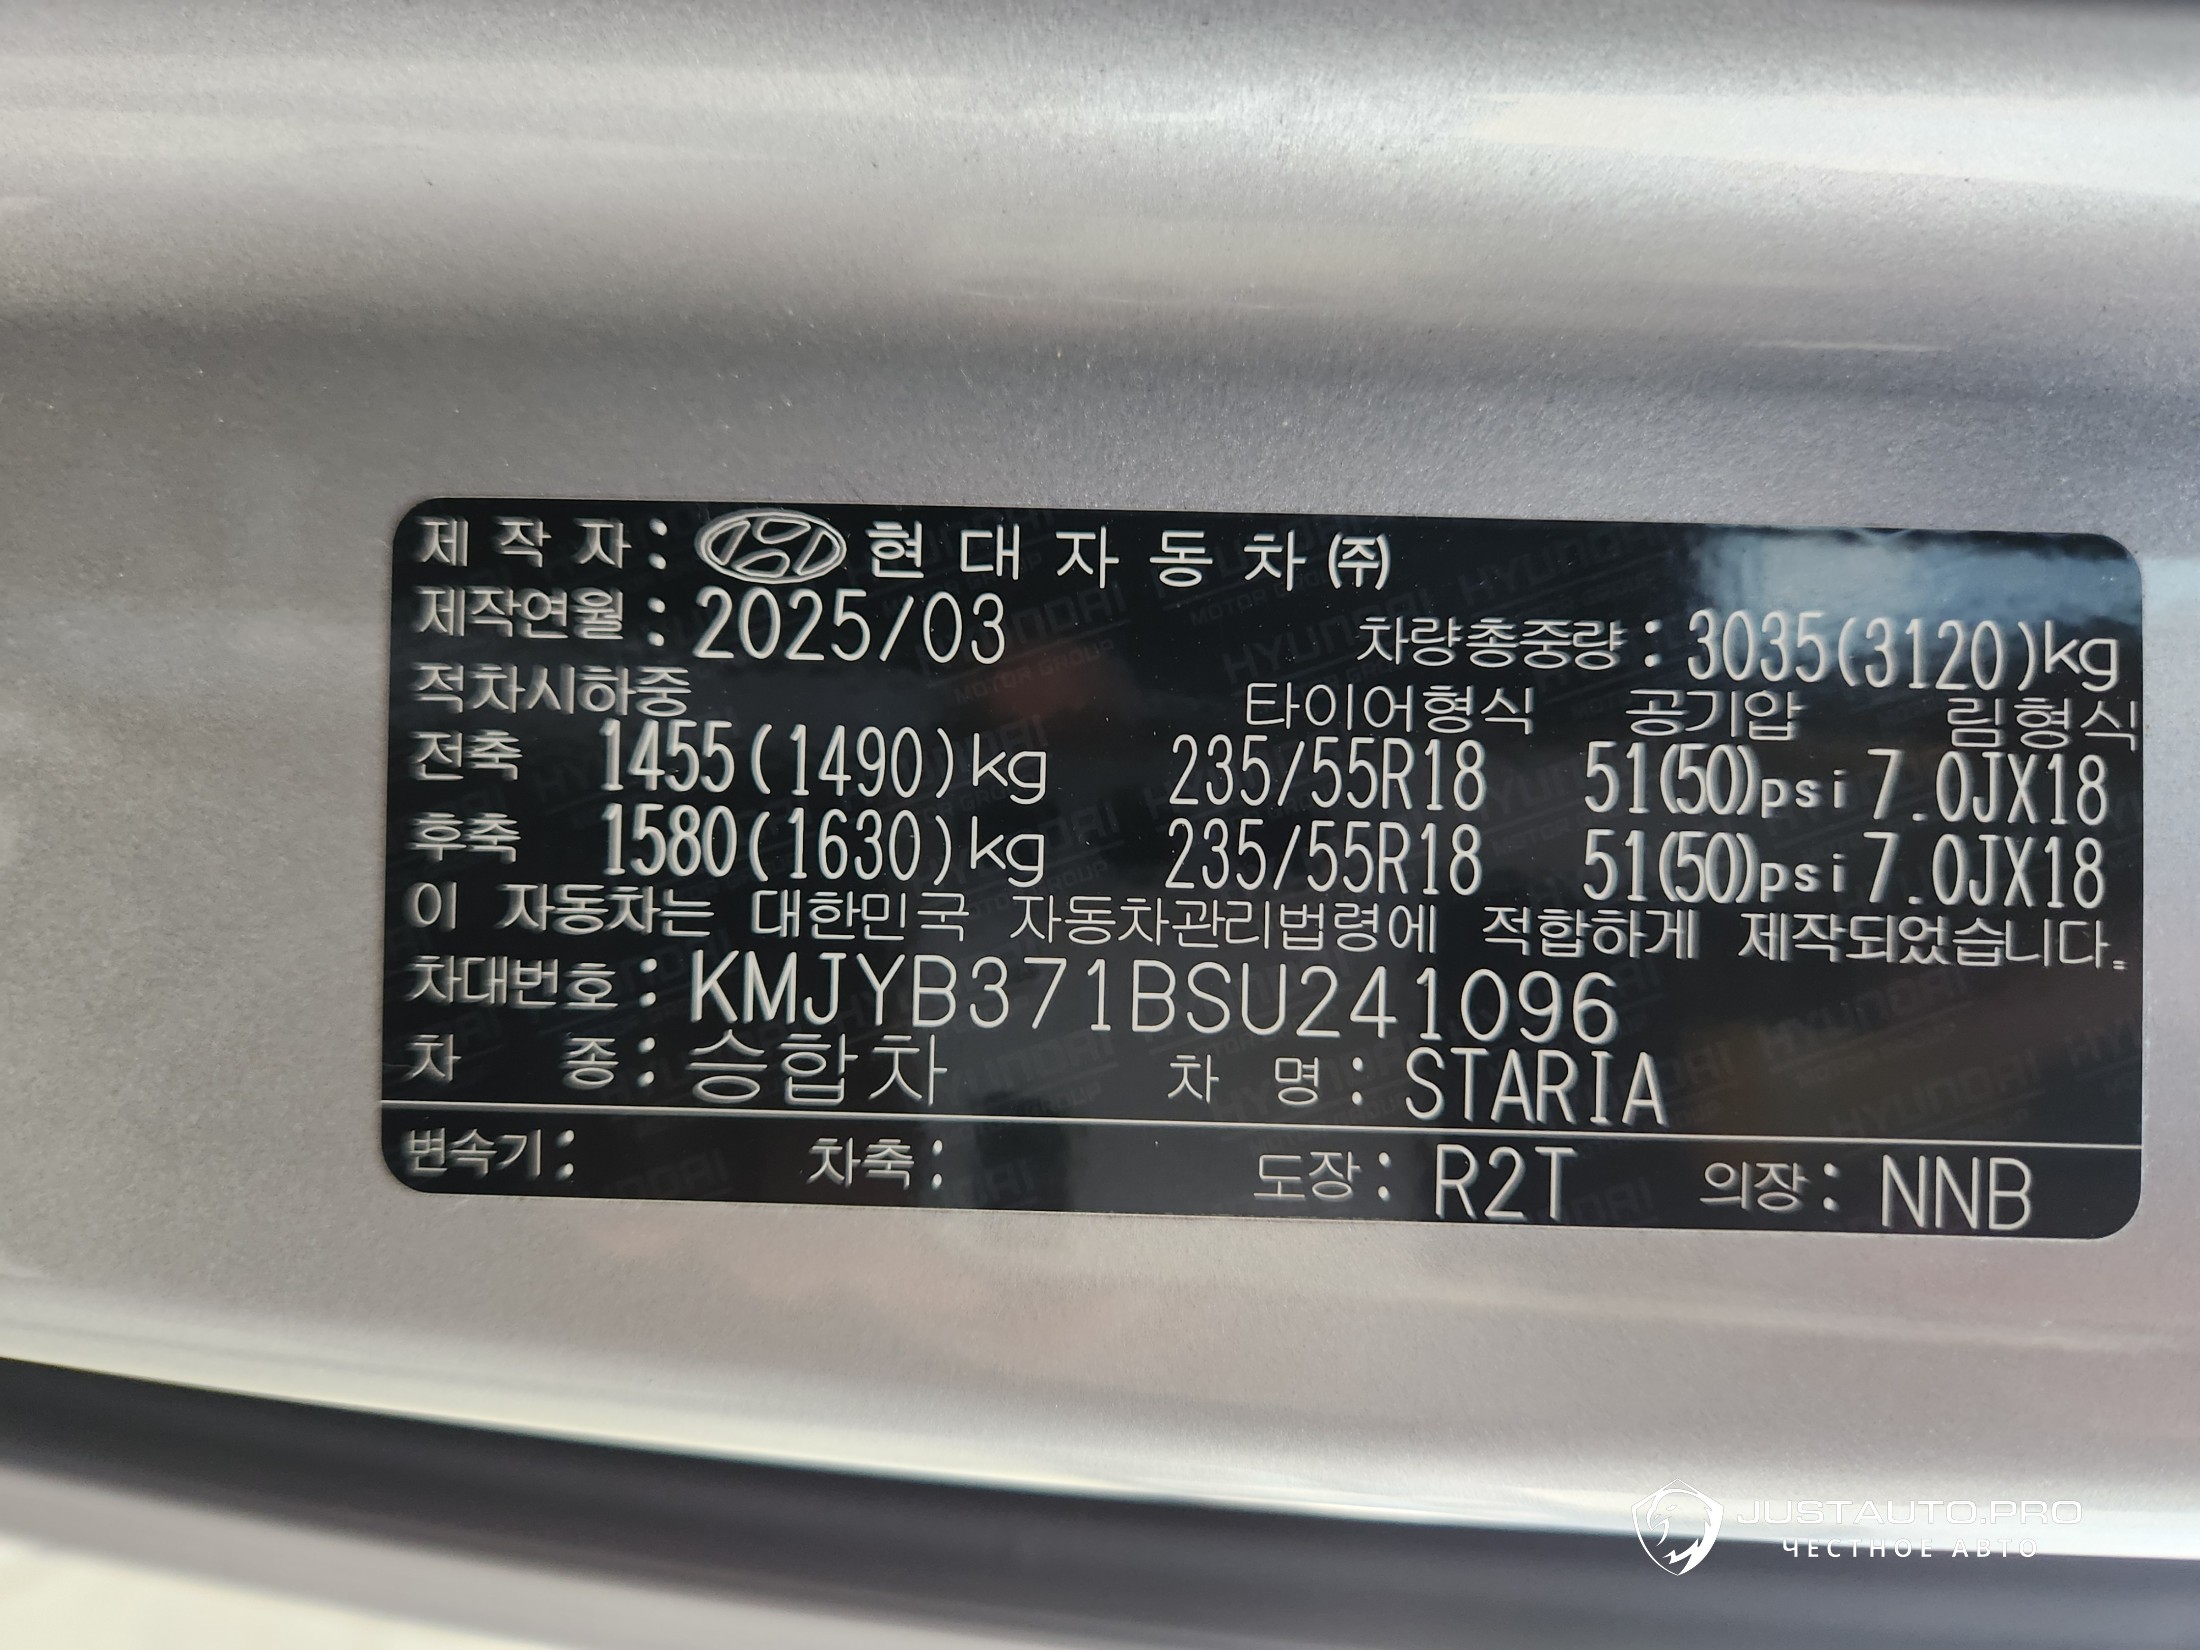 제 작 자 : 현 대 자 동 차 ㈜
제작연월 : 2025/03
차량총중량 : 3035(3120)kg
적차시하중 타이어형식 공기압 림형식
전축 1455(1490)kg 235/55R18 51(50)psi 7.0JX18
후축 1580(1630)kg 235/55R18 51(50)psi 7.0JX18
이 자동차는 대한민국 자동차관리법령에 적합하게 제작되었습니다.
차대번호 : KMJYB371BSU241096
차 종 : 승합차 차 명 : STARIA
변속기 : 차축 : 도장 : R2T 의장 : NNB
JUSTAUTO.PRO
ЧЕСТНОЕ АВТО